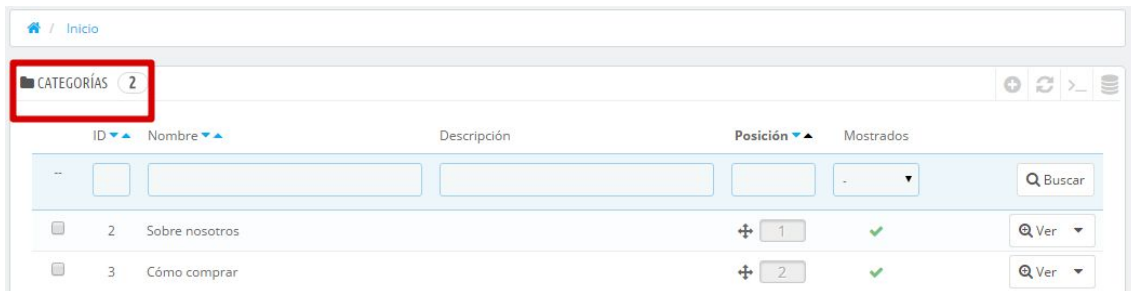 / Inicio
CATEGORÍAS 2
ID Nombre Descripción Posición Mostrados
-- - Buscar
2 Sobre nosotros 1 Ver
3 Cómo comprar 2 Ver